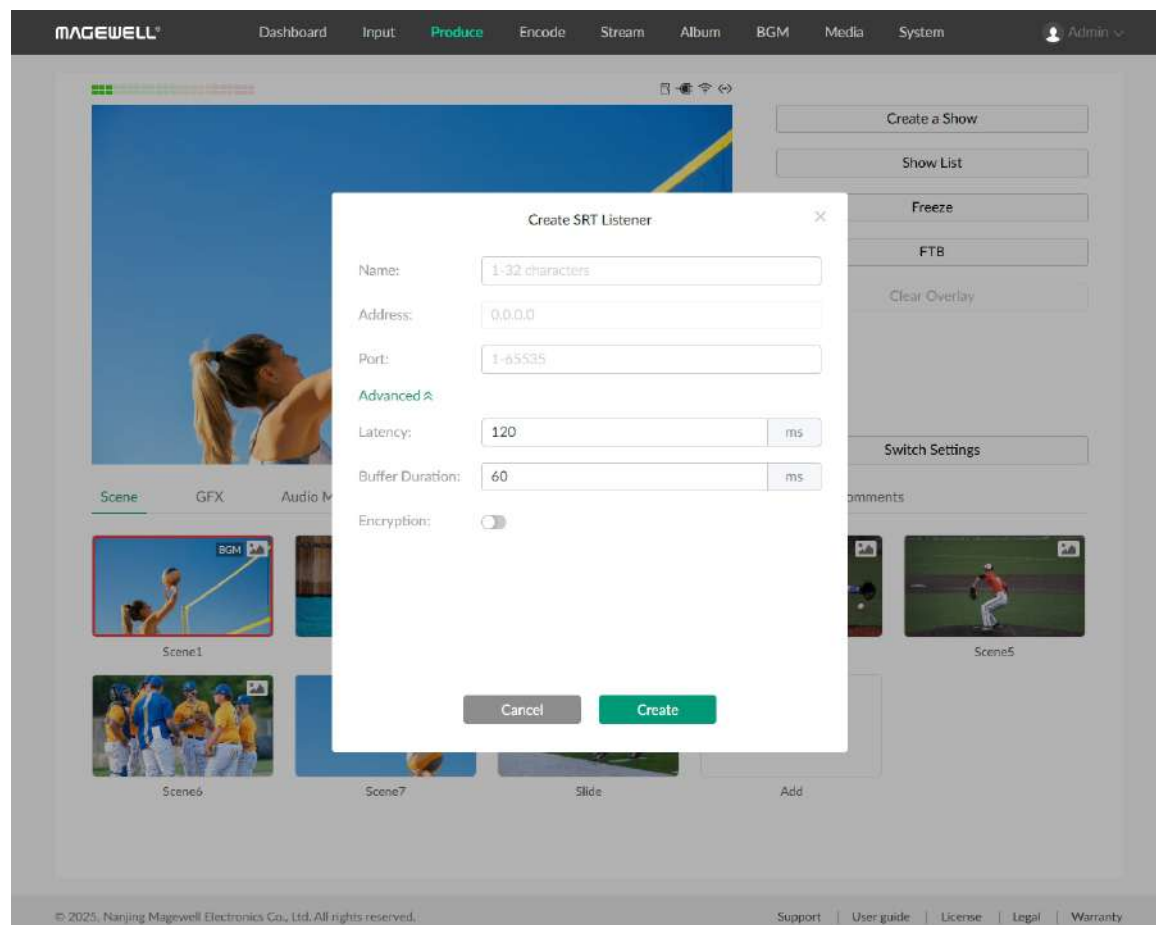 MAGEWELL®
Dashboard Input Produce Encode Stream Album BGM Media System Admin
Create a Show
Show List
Freeze
FTB
Clear Overlay
Switch Settings
Create SRT Listener
Name: 1-32 characters
Address: 0.0.0.0
Port: 1-65535
Advanced
Latency: 120 ms
Buffer Duration: 60 ms
Encryption:
Cancel Create
Scene GFX Audio
BGM
Scene1 Scene5
Scene6 Scene7 Slide Add
© 2025, Nanjing Magewell Electronics Co., Ltd. All rights reserved.
Support | User guide | License | Legal | Warranty